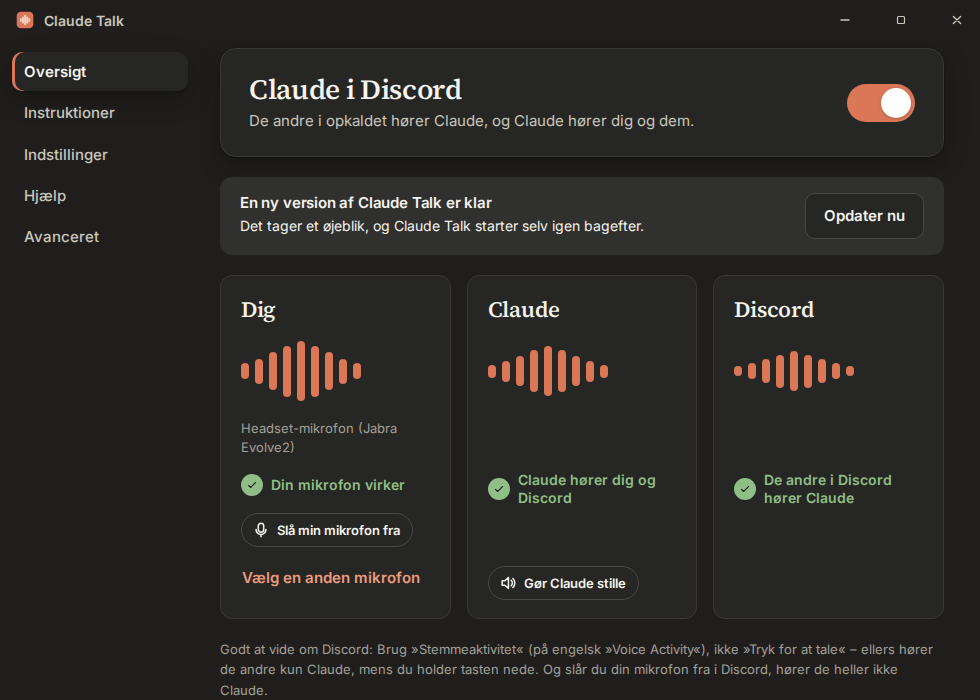 Claude Talk
Oversigt
Instruktioner
Indstillinger
Hjælp
Avanceret
Claude i Discord
De andre i opkaldet hører Claude, og Claude hører dig og dem.
En ny version af Claude Talk er klar
Det tager et øjeblik, og Claude Talk starter selv igen bagefter.
Opdater nu
Dig
Headset-mikrofon (Jabra
Evolve2)
Din mikrofon virker
Slå min mikrofon fra
Vælg en anden mikrofon
Claude
Claude hører dig og
Discord
Gør Claude stille
Discord
De andre i Discord
hører Claude
Godt at vide om Discord: Brug »Stemmeaktivitet« (på engelsk »Voice Activity«), ikke »Tryk for at tale« – ellers hører
de andre kun Claude, mens du holder tasten nede. Og slår du din mikrofon fra i Discord, hører de heller ikke
Claude.